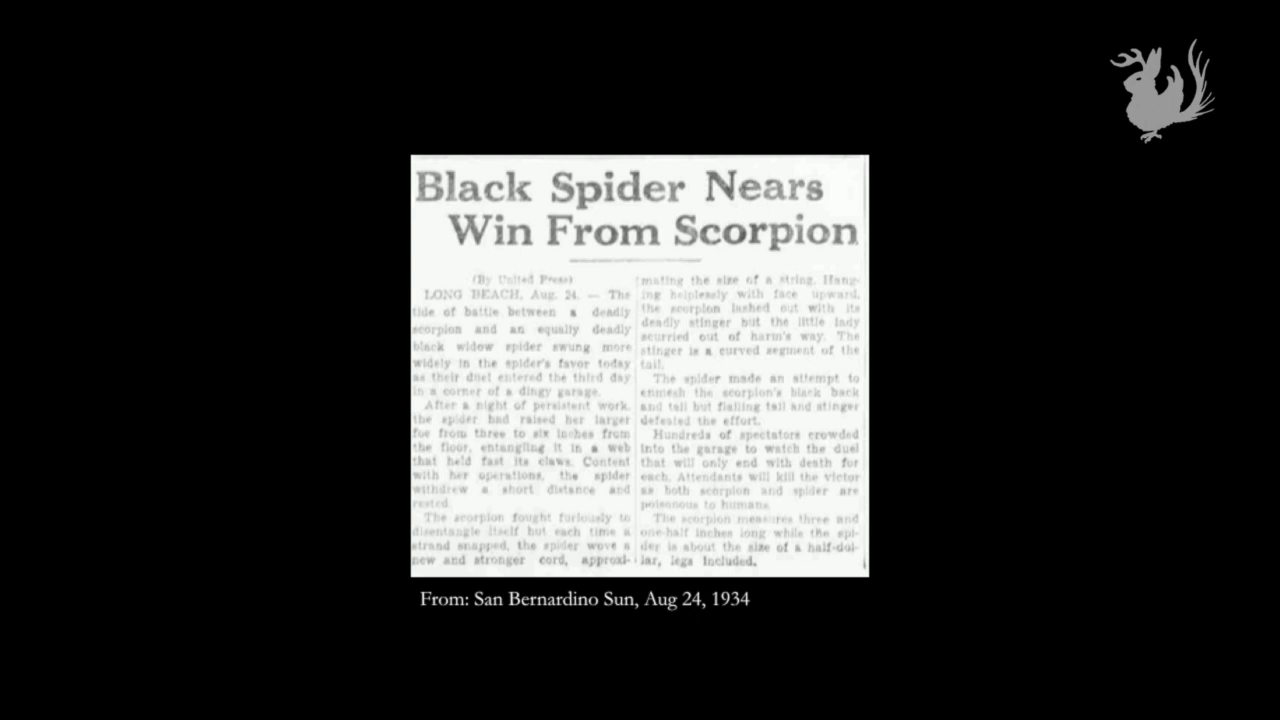 Black Spider Nears
Win From Scorpion
(By United Press)
LONG BEACH, Aug. 24. — The
tide of battle between a deadly
scorpion and an equally deadly
black widow spider swung more
widely in the spider's favor today
as their duel entered the third day
in a corner of a dingy garage.
After a night of persistent work,
the spider had raised her larger
foe from three to six inches from
the floor, entangling it in a web
that held fast its claws. Content
with her operations, the spider
withdrew a short distance and
rested.
The scorpion fought furiously to
disentangle itself but each time a
strand snapped, the spider wove a
new and stronger cord, approxi-
mating the size of a string. Hang-
ing helplessly with face upward,
the scorpion lashed out with its
deadly stinger but the little lady
scurried out of harm's way. The
stinger is a curved segment of the
tail.
The spider made an attempt to
enmesh the scorpion's black back
and tail but flailing tail and stinger
defeated the effort.
Hundreds of spectators crowded
into the garage to watch the duel
that will only end with death for
each. Attendants will kill the victor
as both scorpion and spider are
poisonous to humans.
The scorpion measures three and
one-half inches long while the spi-
der is about the size of a half-dol-
lar, legs included.
From: San Bernardino Sun, Aug 24, 1934